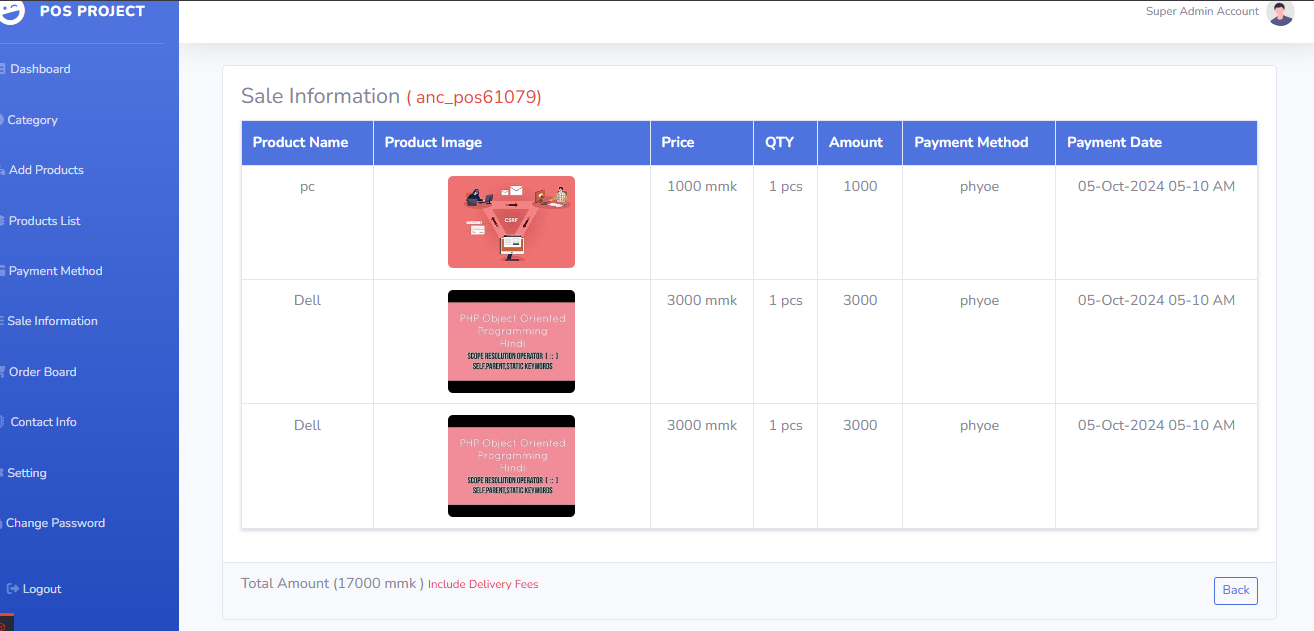 POS PROJECT
Super Admin Account
Dashboard
Category
Add Products
Products List
Payment Method
Sale Information
Order Board
Contact Info
Setting
Change Password
Logout
Sale Information ( anc_pos61079)
Product Name Product Image Price QTY Amount Payment Method Payment Date
pc 1000 mmk 1 pcs 1000 phyoe 05-Oct-2024 05-10 AM
CSRF
Dell 3000 mmk 1 pcs 3000 phyoe 05-Oct-2024 05-10 AM
PHP Object Oriented
Programming
Hindi
SCOPE RESOLUTION OPERATOR ( :: )
SELF,PARENT,STATIC KEYWORDS
Dell 3000 mmk 1 pcs 3000 phyoe 05-Oct-2024 05-10 AM
PHP Object Oriented
Programming
Hindi
SCOPE RESOLUTION OPERATOR ( :: )
SELF,PARENT,STATIC KEYWORDS
Total Amount (17000 mmk ) Include Delivery Fees
Back